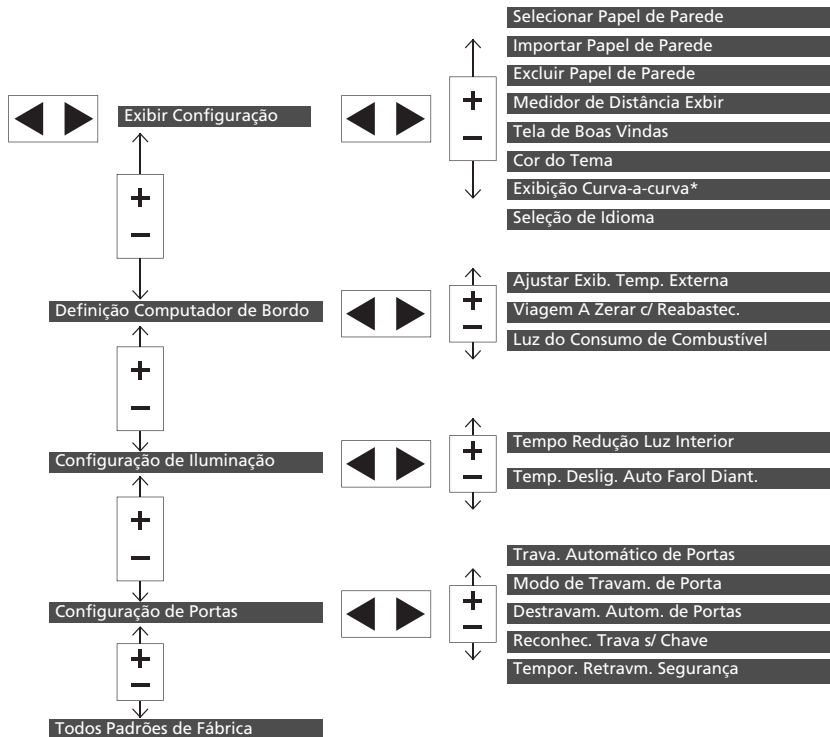 Exibir Configuração
Selecionar Papel de Parede
Importar Papel de Parede
Excluir Papel de Parede
Medidor de Distância Exbir
Tela de Boas Vindas
Cor do Tema
Exibição Curva-a-curva*
Seleção de Idioma
Definição Computador de Bordo
Ajustar Exib. Temp. Externa
Viagem A Zerar c/ Reabastec.
Luz do Consumo de Combustível
Configuração de Iluminação
Tempo Redução Luz Interior
Temp. Deslig. Auto Farol Diant.
Configuração de Portas
Trava. Automático de Portas
Modo de Travam. de Porta
Destravam. Autom. de Portas
Reconhec. Trava s/ Chave
Tempor. Retravm. Segurança
Todos Padrões de Fábrica